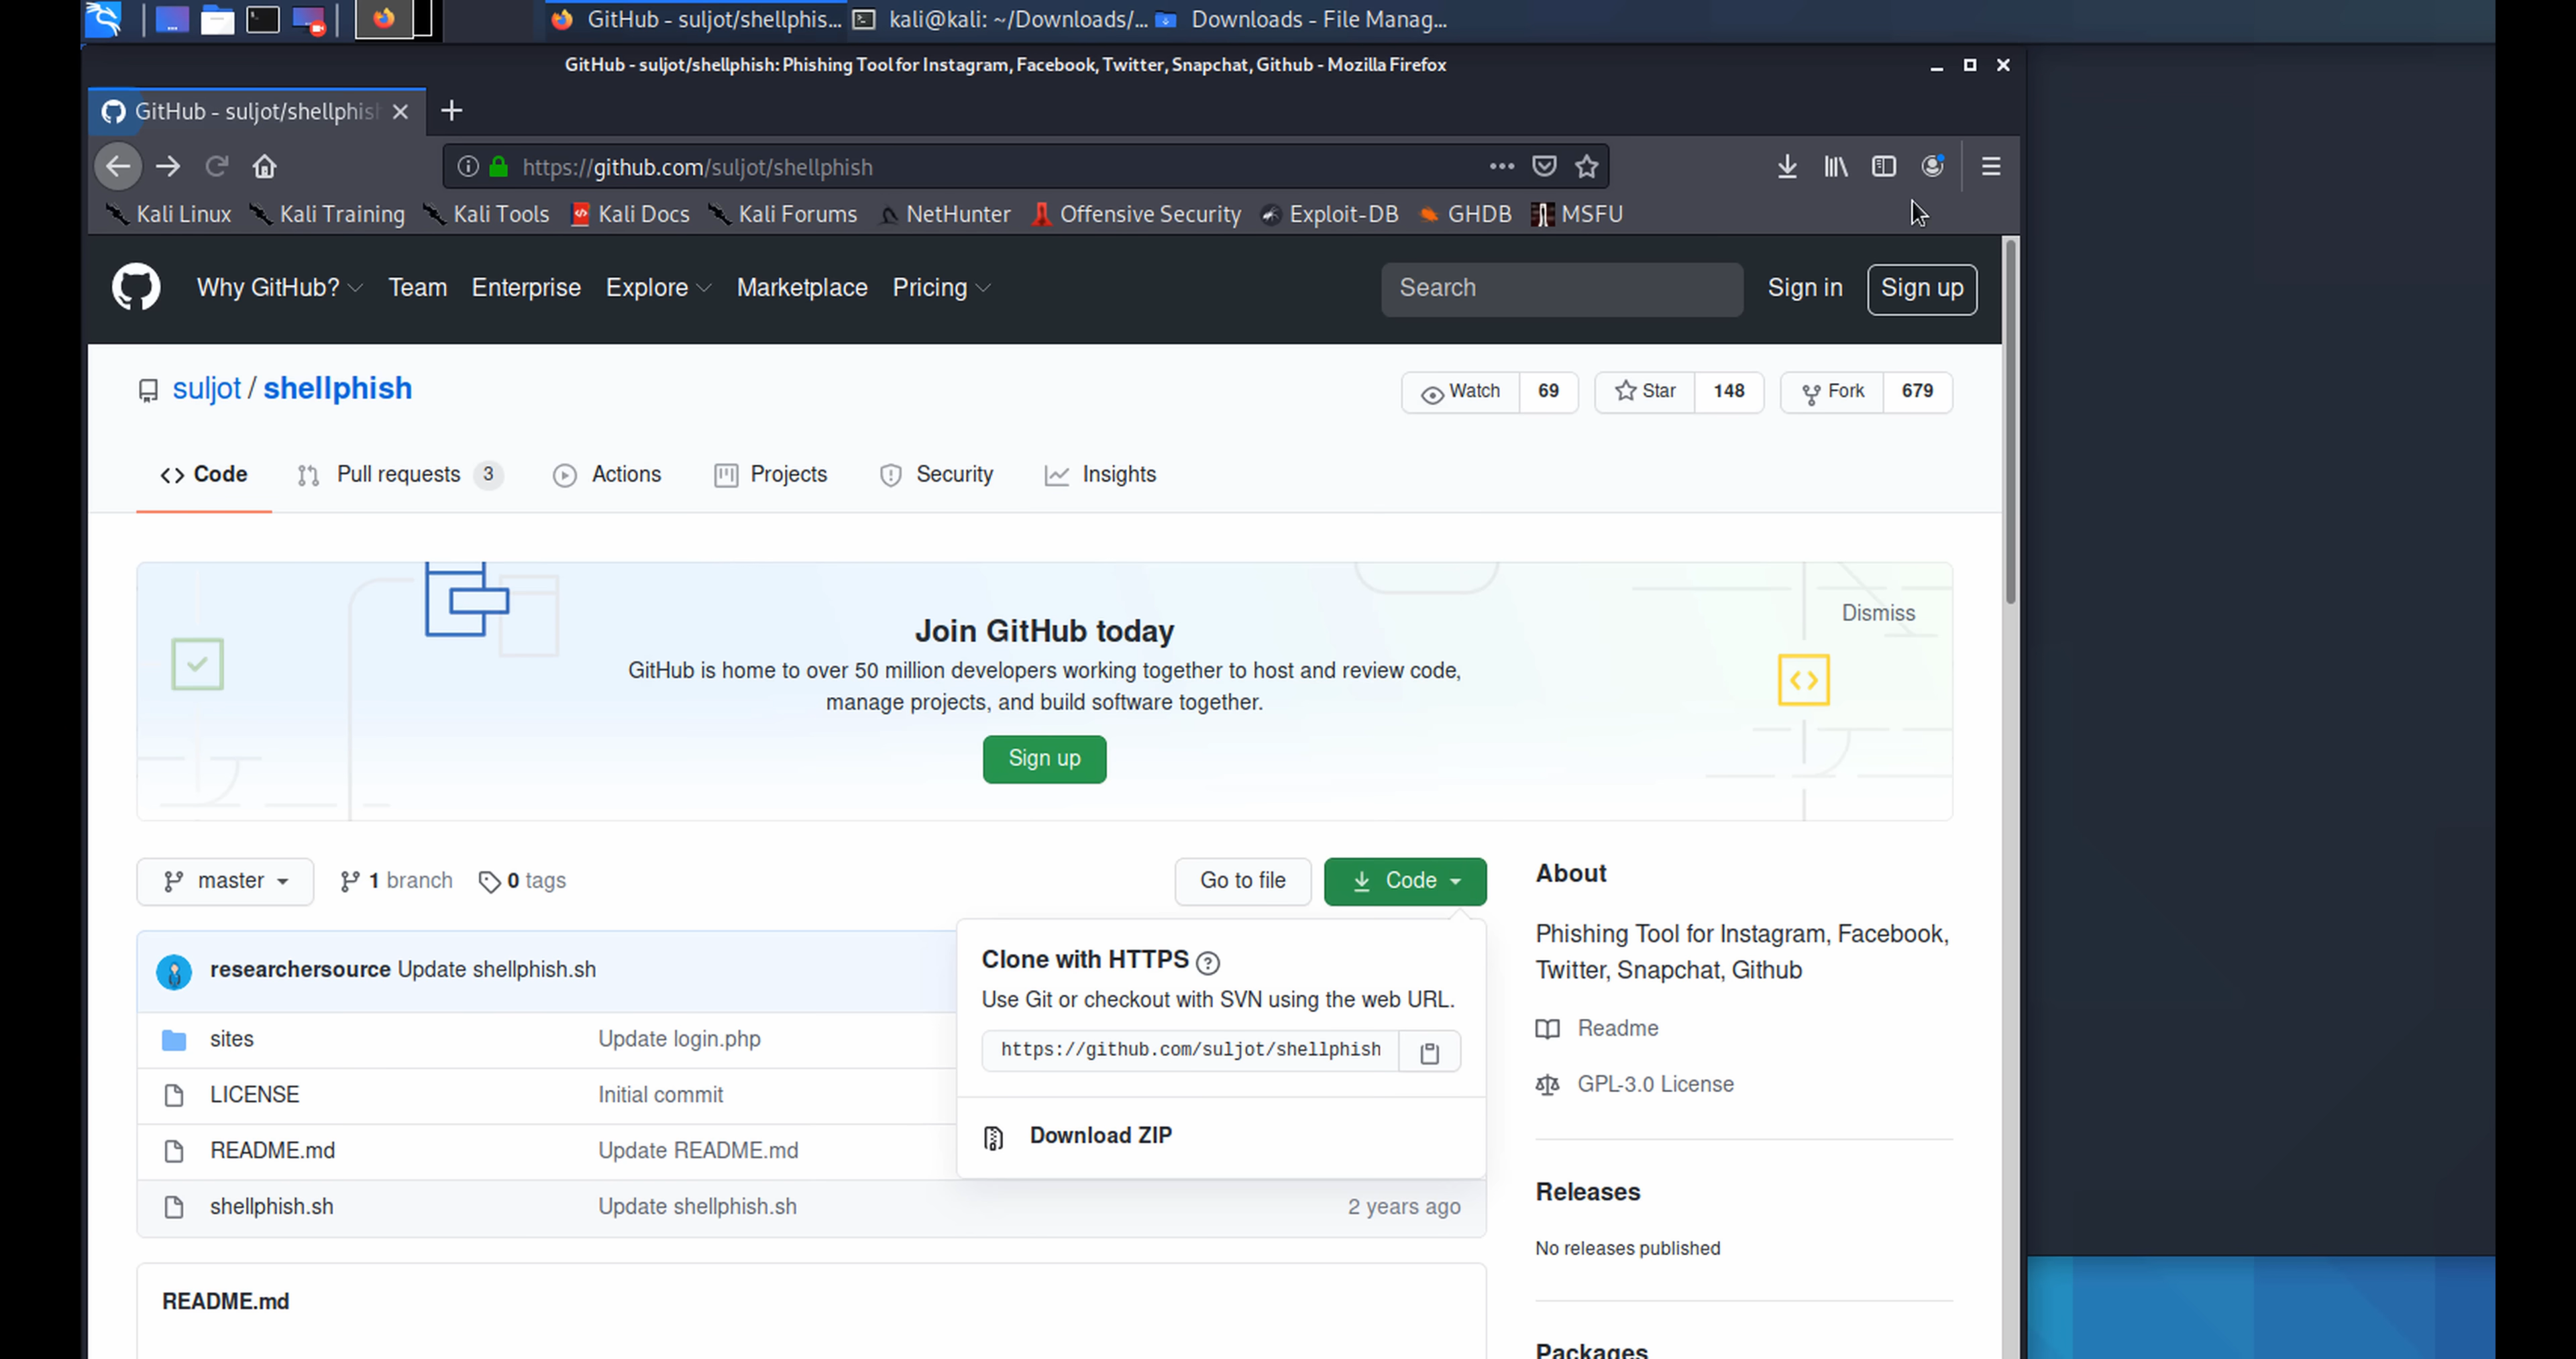 GitHub - suljot/shellphis... kali@kali: ~/Downloads/... Downloads - File Manag...
GitHub - suljot/shellphish: Phishing Tool for Instagram, Facebook, Twitter, Snapchat, Github - Mozilla Firefox
GitHub - suljot/shellphish
https://github.com/suljot/shellphish
Kali Linux Kali Training Kali Tools Kali Docs Kali Forums NetHunter Offensive Security Exploit-DB GHDB MSFU
Why GitHub? Team Enterprise Explore Marketplace Pricing Search Sign in Sign up
suljot / shellphish Watch 69 Star 148 Fork 679
Code Pull requests 3 Actions Projects Security Insights
Dismiss
Join GitHub today
GitHub is home to over 50 million developers working together to host and review code,
manage projects, and build software together.
Sign up
master 1 branch 0 tags Go to file Code
About
Phishing Tool for Instagram, Facebook,
Twitter, Snapchat, Github
Readme
GPL-3.0 License
Releases
No releases published
Packages
Clone with HTTPS
Use Git or checkout with SVN using the web URL.
https://github.com/suljot/shellphish
Download ZIP
researchersource Update shellphish.sh
sites Update login.php
LICENSE Initial commit
README.md Update README.md
shellphish.sh Update shellphish.sh 2 years ago
README.md